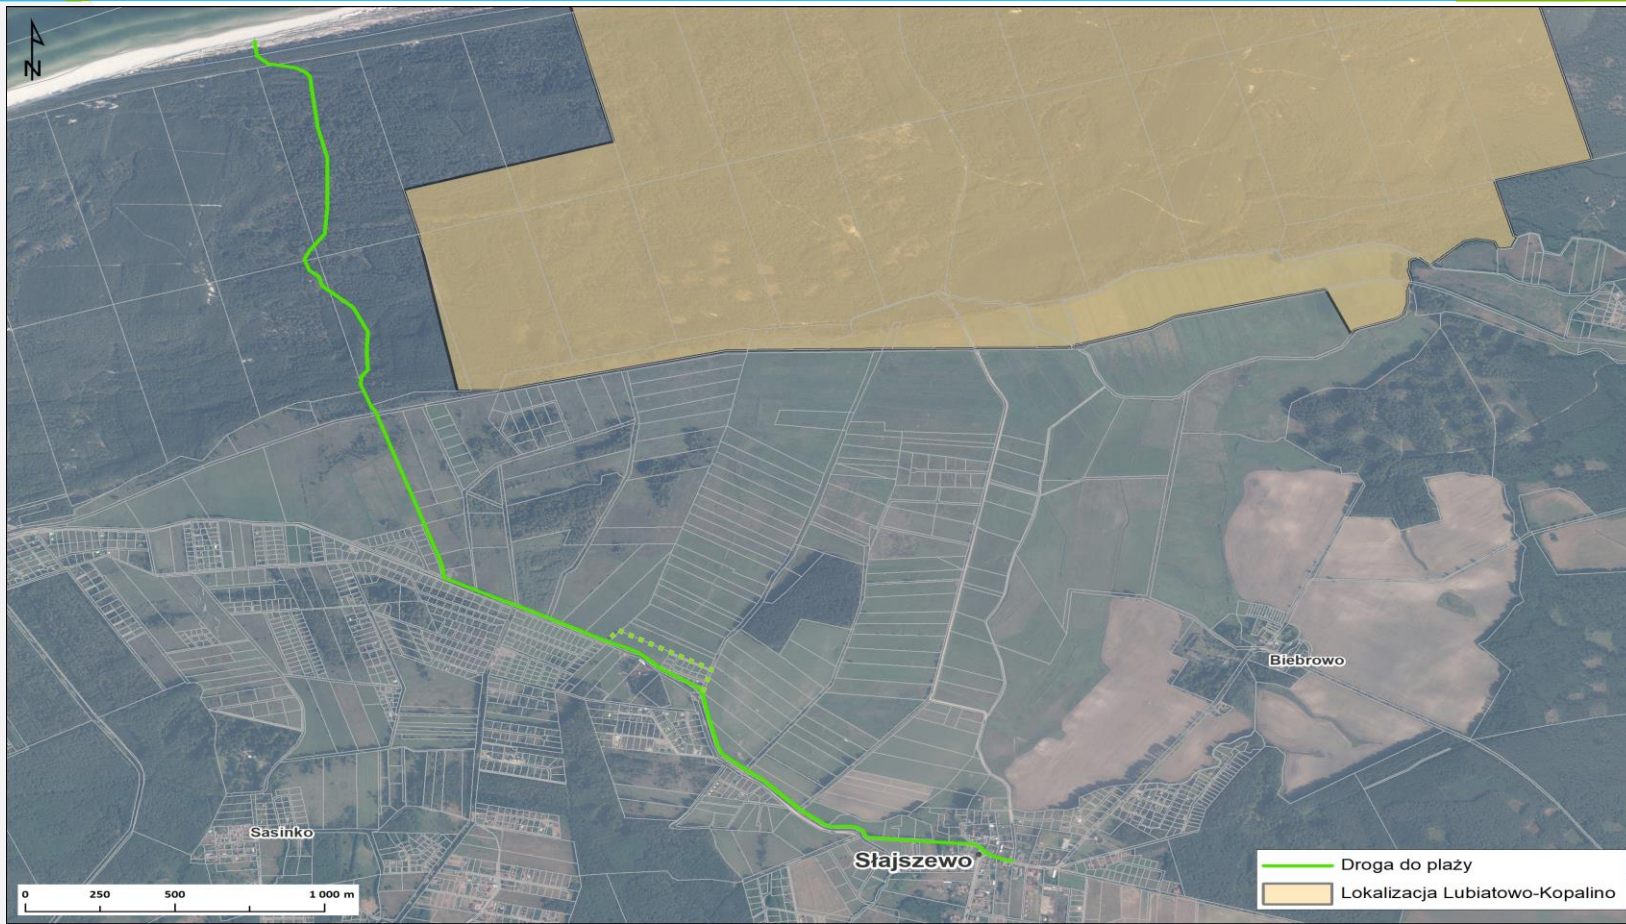 N
Biebrowo
Sasinko
Słajszewo
Droga do plaży
Lokalizacja Lubiatowo-Kopalino
0 250 500 1 000 m